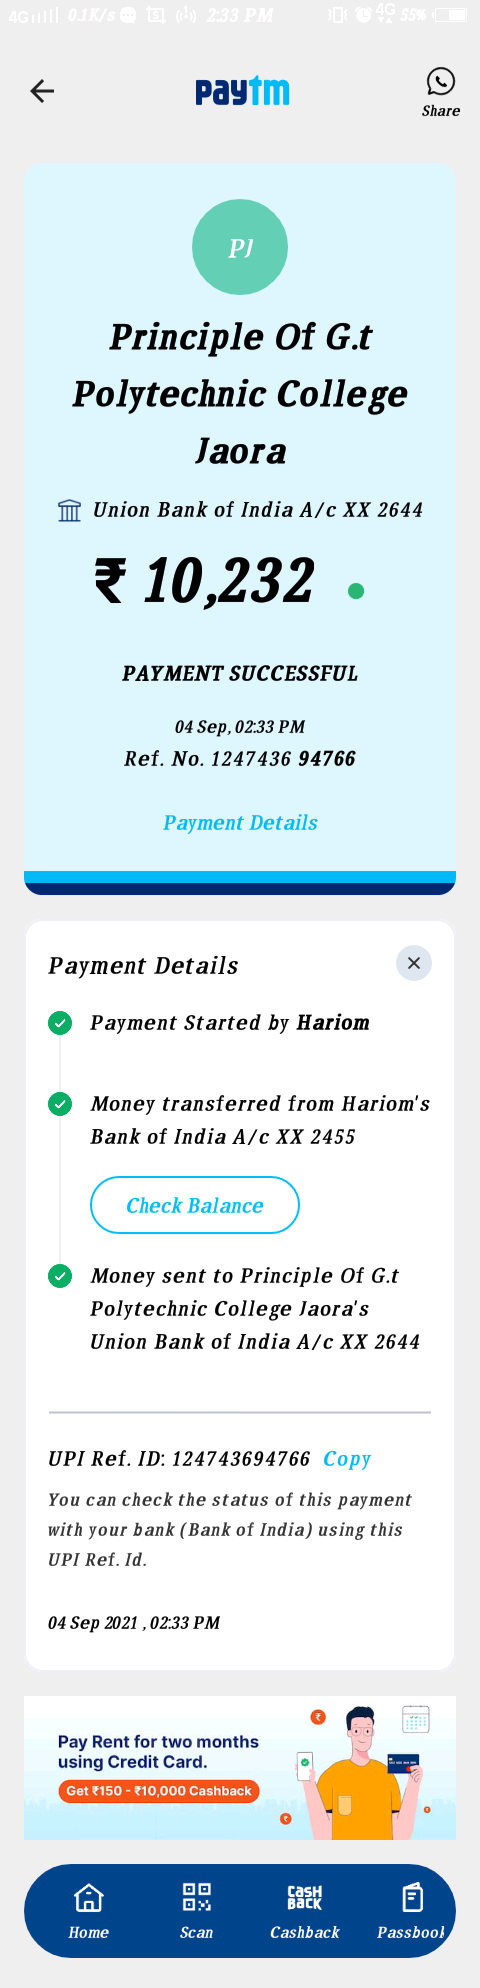 4G 0.1K/s 2:33 PM 4G 55%
paytm
Share
PJ
Principle Of G.t
Polytechnic College
Jaora
Union Bank of India A/c XX 2644
₹ 10,232
PAYMENT SUCCESSFUL
04 Sep, 02:33 PM
Ref. No. 1247436 94766
Payment Details
Payment Details
Payment Started by Hariom
Money transferred from Hariom's
Bank of India A/c XX 2455
Check Balance
Money sent to Principle Of G.t
Polytechnic College Jaora's
Union Bank of India A/c XX 2644
UPI Ref. ID: 124743694766 Copy
You can check the status of this payment
with your bank (Bank of India) using this
UPI Ref. Id.
04 Sep 2021 , 02:33 PM
Pay Rent for two months
using Credit Card.
Get ₹150 - ₹10,000 Cashback
CASH
BACK
Home Scan Cashback Passbook